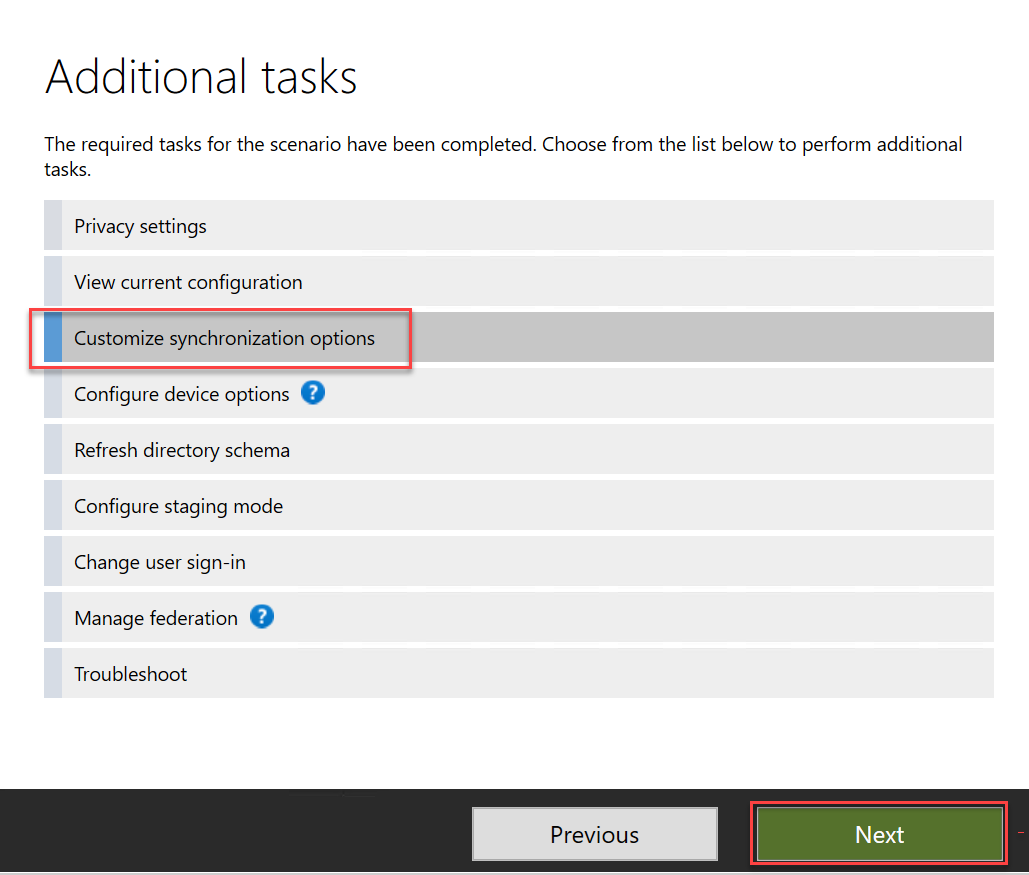 Additional tasks
The required tasks for the scenario have been completed. Choose from the list below to perform additional
tasks.
Privacy settings
View current configuration
Customize synchronization options
Configure device options ?
Refresh directory schema
Configure staging mode
Change user sign-in
Manage federation ?
Troubleshoot
Previous
Next